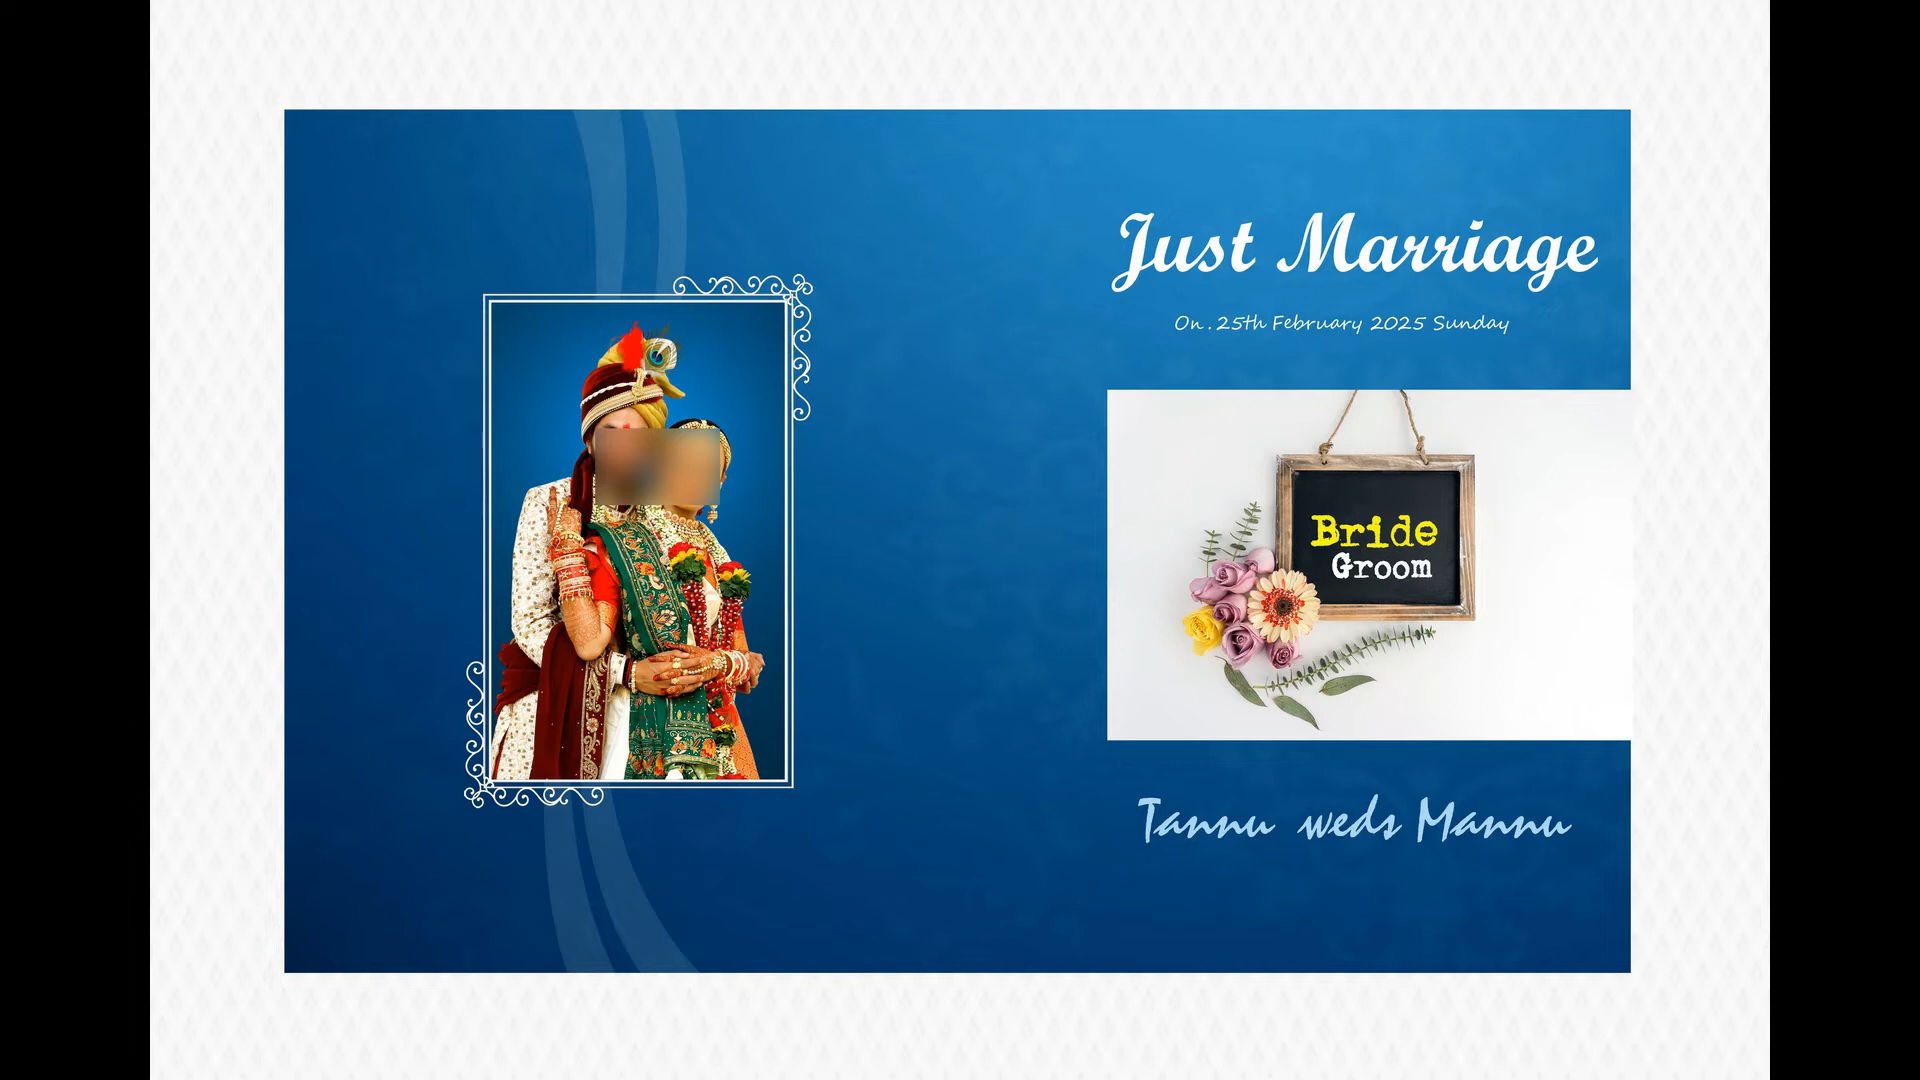 Just Marriage
On. 25th February 2025 Sunday
Bride
Groom
Tannu weds Mannu